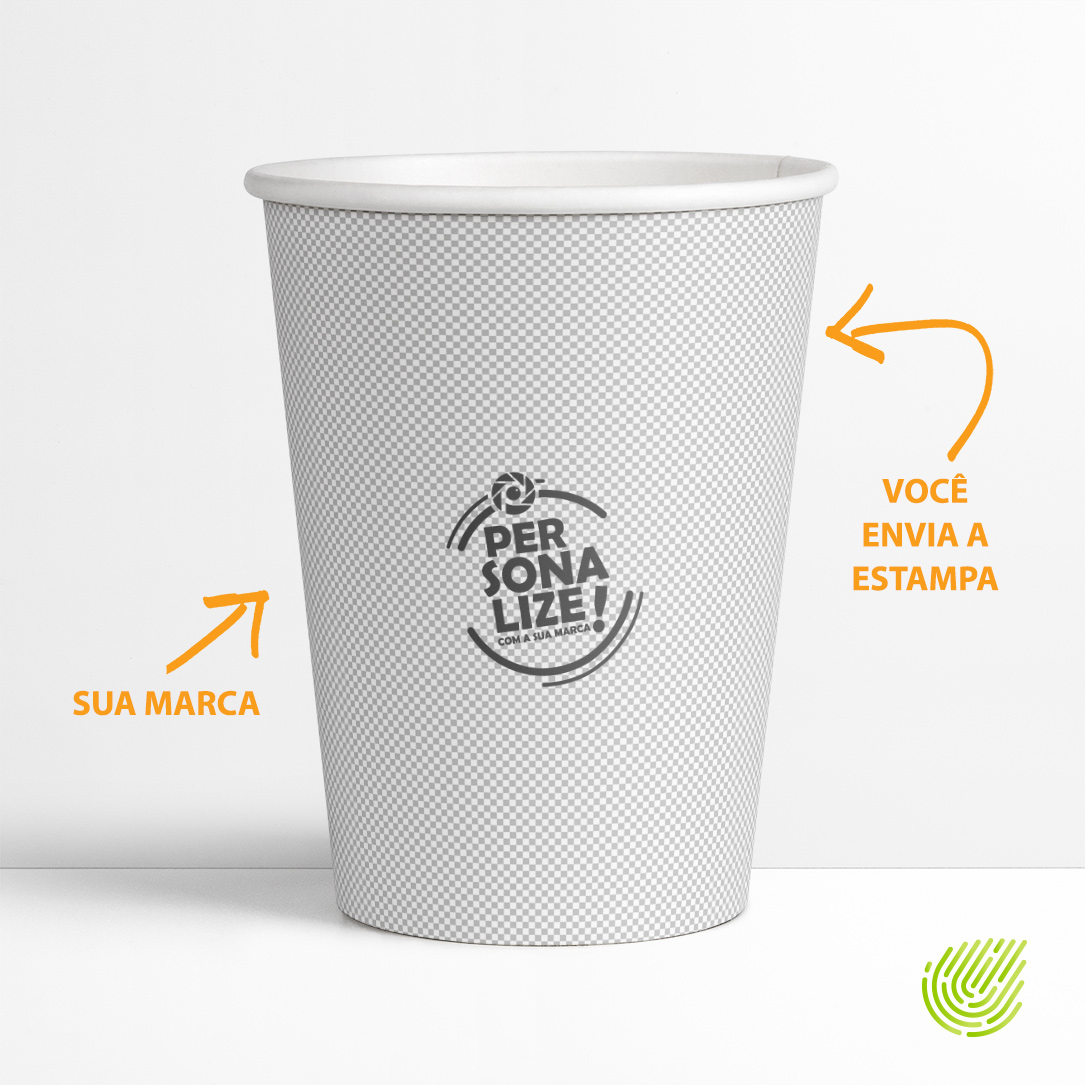 PER
SONA
LIZE!
COM A SUA MARCA
VOCÊ
ENVIA A
ESTAMPA
SUA MARCA